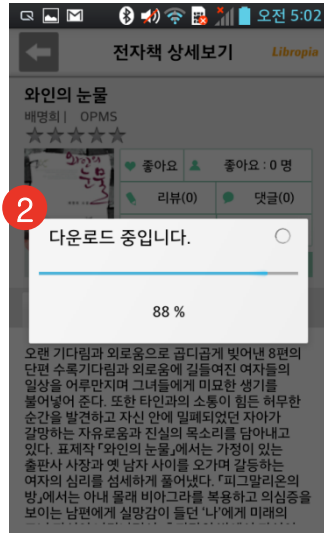 오전 5:02
전자책 상세보기
Libropia
와인의 눈물
배명희 | OPMS
와인의
눈물
좋아요
좋아요 : 0 명
리뷰(0)
댓글(0)
2
다운로드 중입니다.
88 %
오랜 기다림과 외로움으로 곱디곱게 빚어낸 8편의
단편 수록기다림과 외로움에 길들여진 여자들의
일상을 어루만지며 그녀들에게 미묘한 생기를
불어넣어 준다. 또한 타인과의 소통이 힘든 허무한
순간을 발견하고 자신 안에 밀폐되었던 자아가
갈망하는 자유로움과 진실의 목소리를 담아내고
있다. 표제작 「와인의 눈물」에서는 가정이 있는
출판사 사장과 옛 남자 사이를 오가며 갈등하는
여자의 심리를 섬세하게 풀어냈다. 「피그말리온의
방」에서는 아내 몰래 비아그라를 복용하고 의심증을
보이는 남편에게 실망감이 들던 '나'에게 미래의